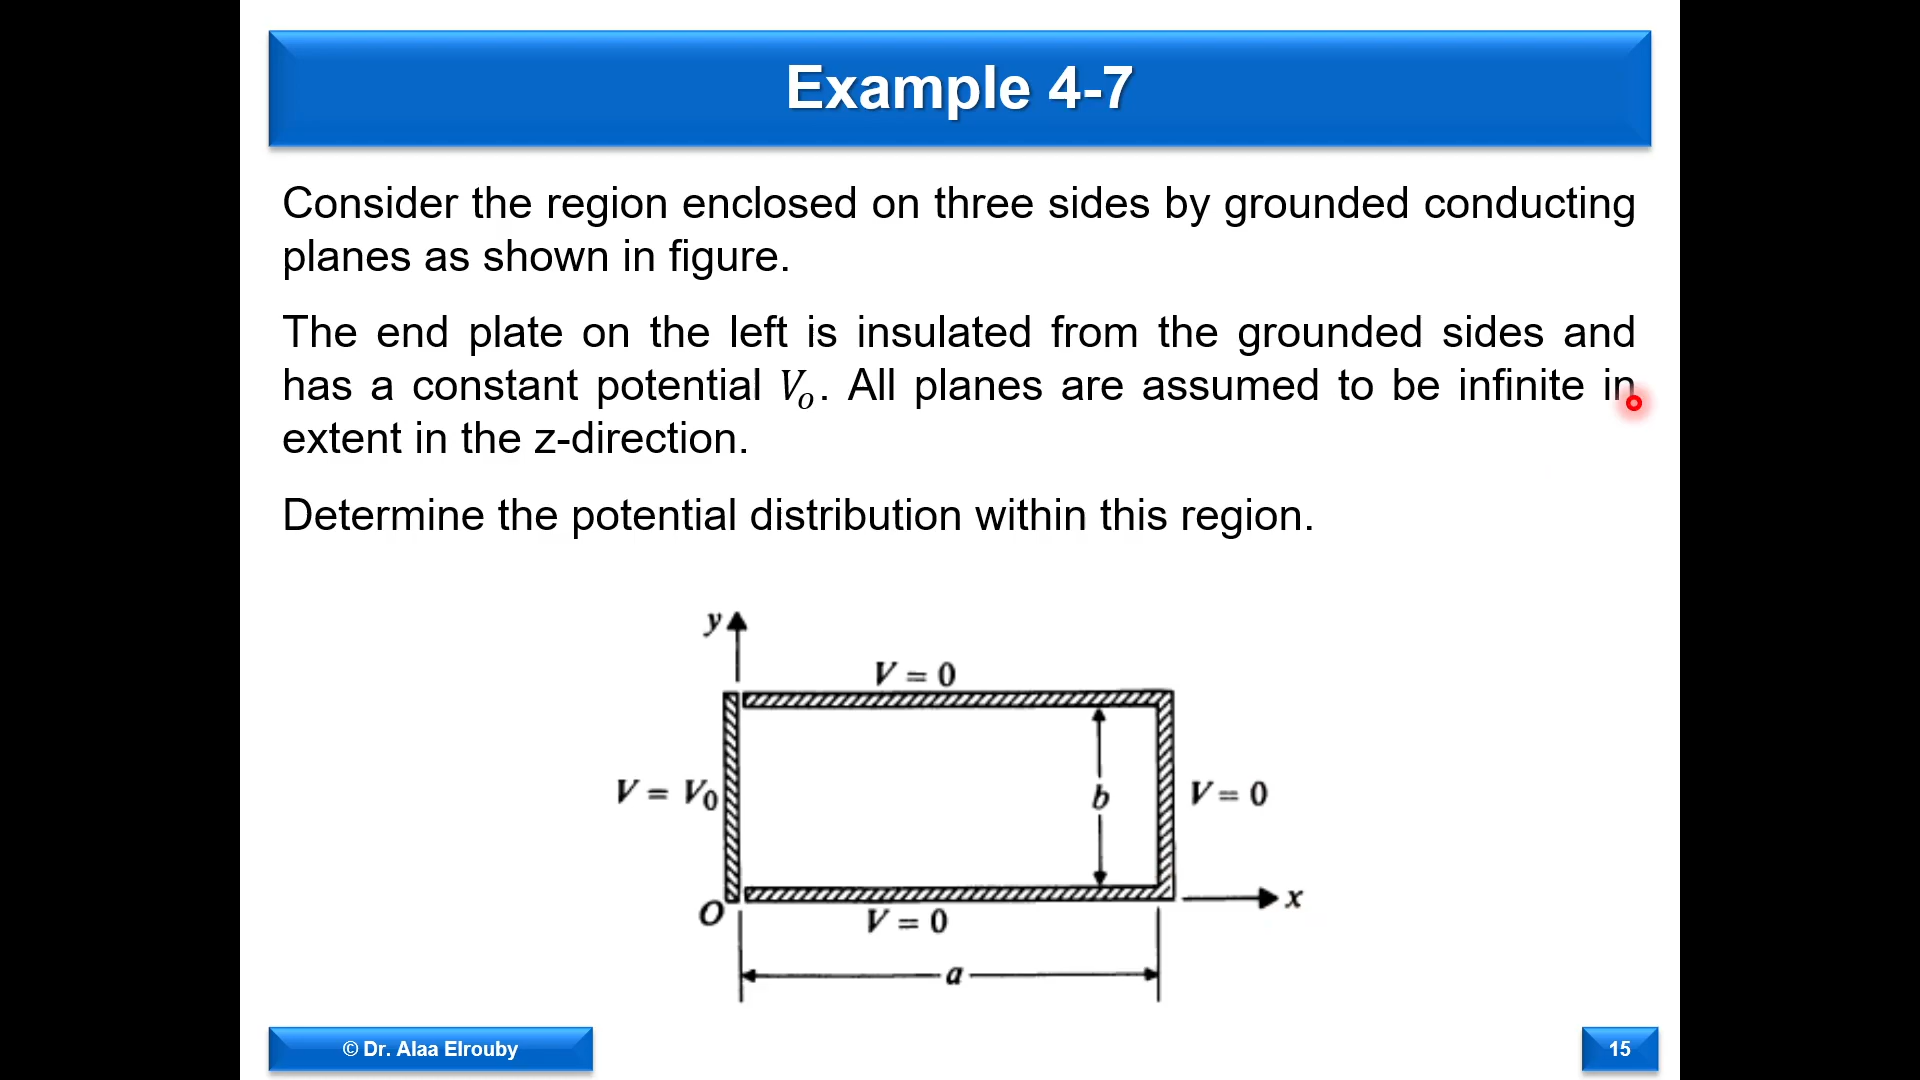 Example 4-7
Consider the region enclosed on three sides by grounded conducting
planes as shown in figure.
The end plate on the left is insulated from the grounded sides and
has a constant potential Vₒ. All planes are assumed to be infinite in
extent in the z-direction.
Determine the potential distribution within this region.
y
V = 0
V = V₀
b
V = 0
O
x
V = 0
a
© Dr. Alaa Elrouby
15